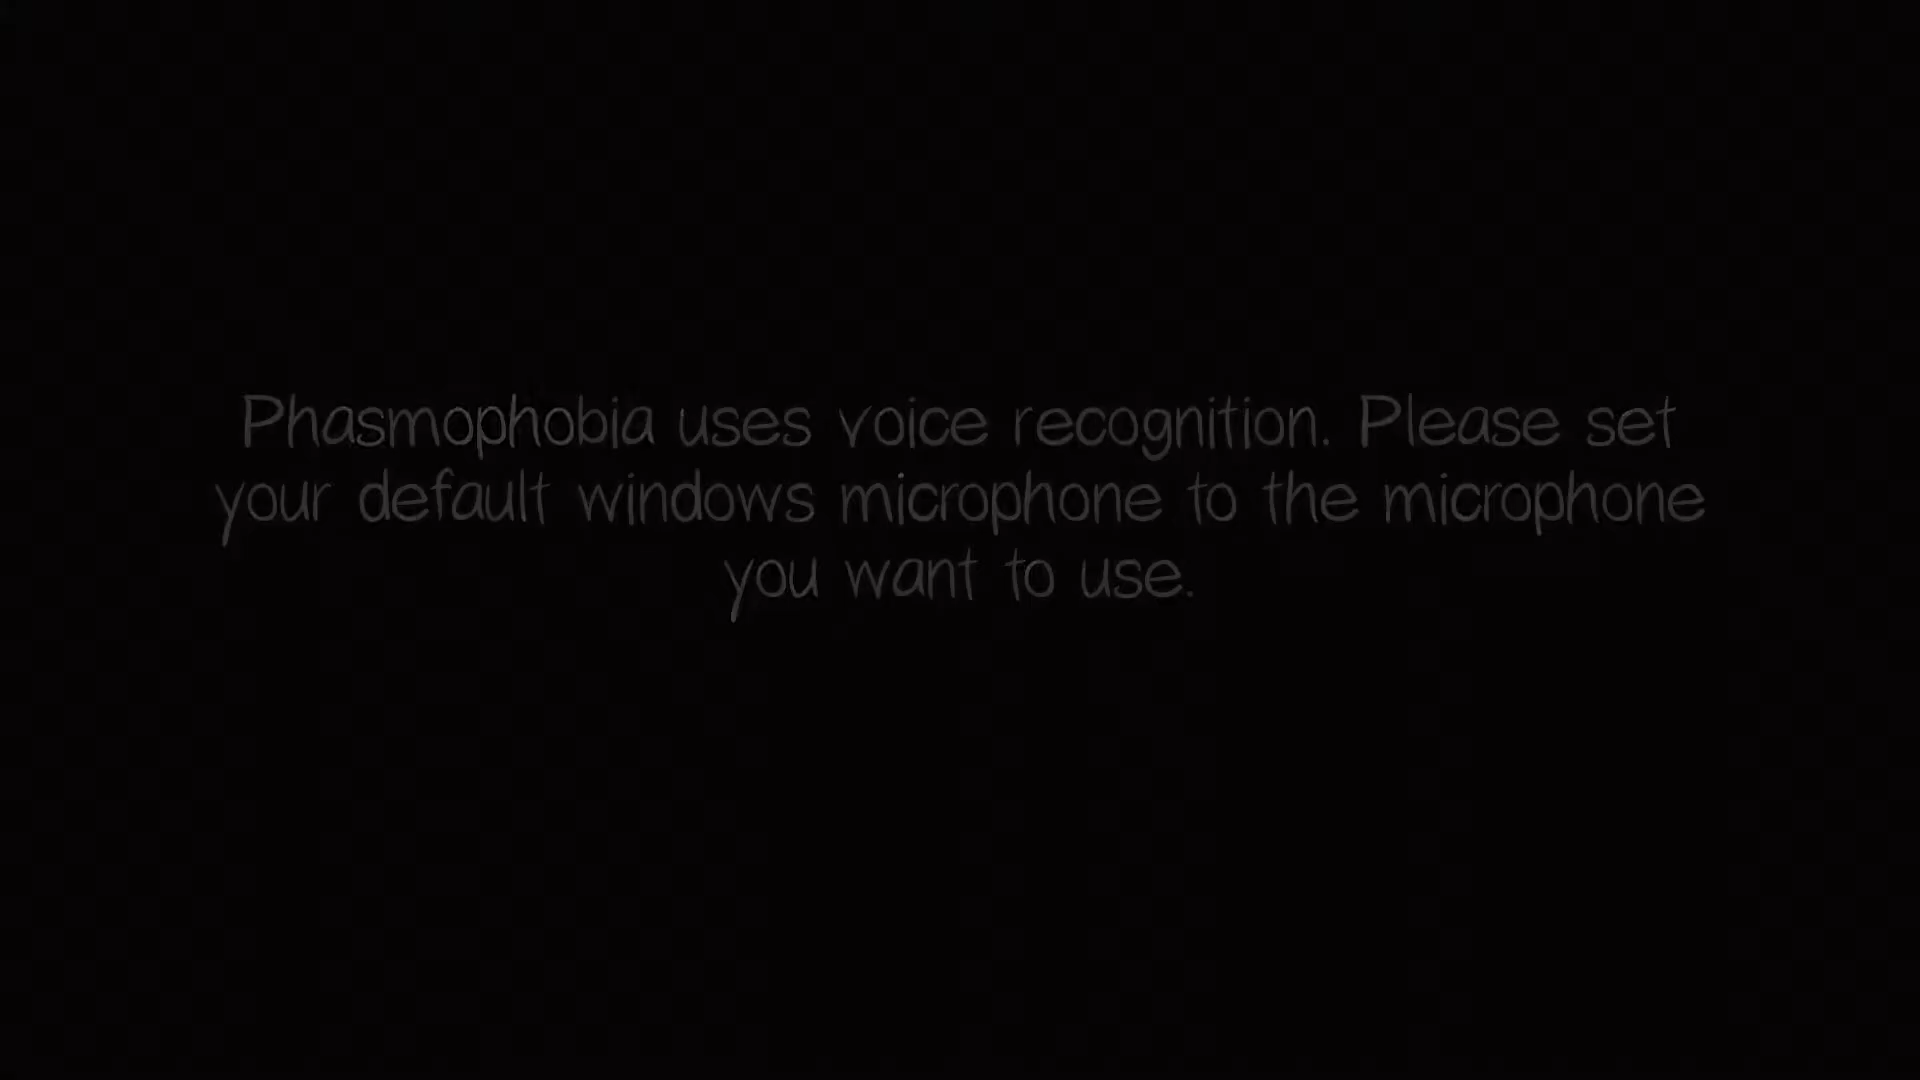 Phasmophobia uses voice recognition. Please set
your default windows microphone to the microphone
you want to use.